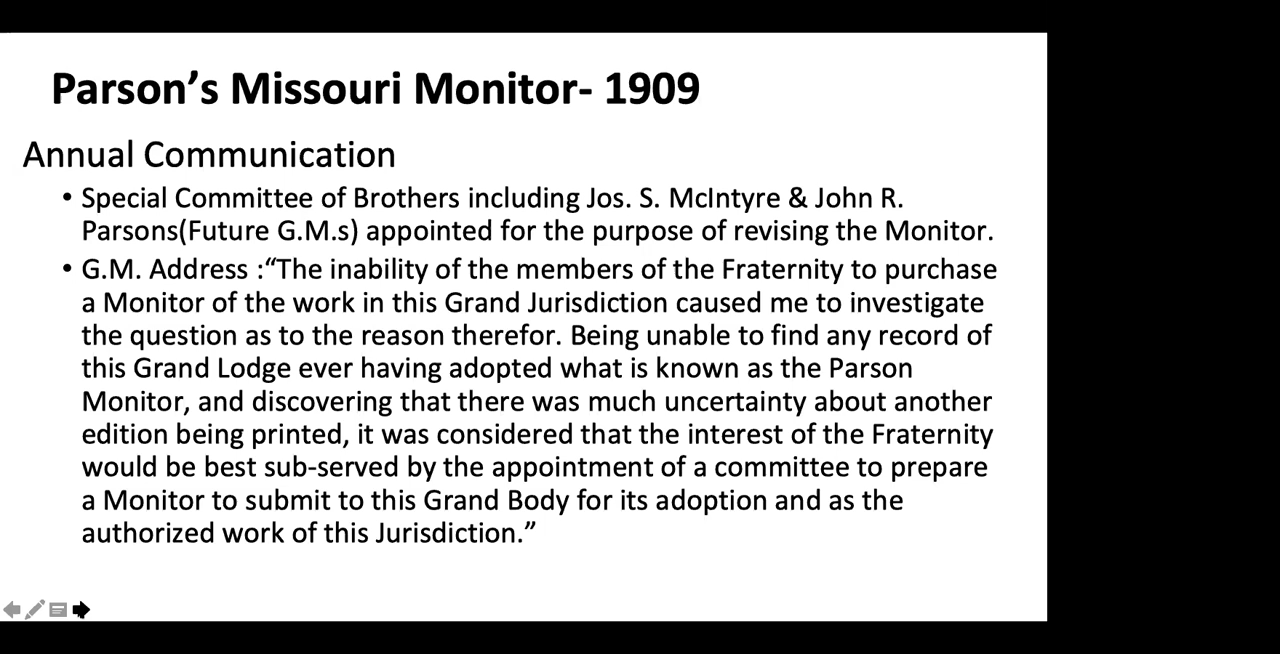 Parson’s Missouri Monitor- 1909
Annual Communication
• Special Committee of Brothers including Jos. S. McIntyre & John R.
Parsons(Future G.M.s) appointed for the purpose of revising the Monitor.
• G.M. Address :“The inability of the members of the Fraternity to purchase
a Monitor of the work in this Grand Jurisdiction caused me to investigate
the question as to the reason therefor. Being unable to find any record of
this Grand Lodge ever having adopted what is known as the Parson
Monitor, and discovering that there was much uncertainty about another
edition being printed, it was considered that the interest of the Fraternity
would be best sub-served by the appointment of a committee to prepare
a Monitor to submit to this Grand Body for its adoption and as the
authorized work of this Jurisdiction.”